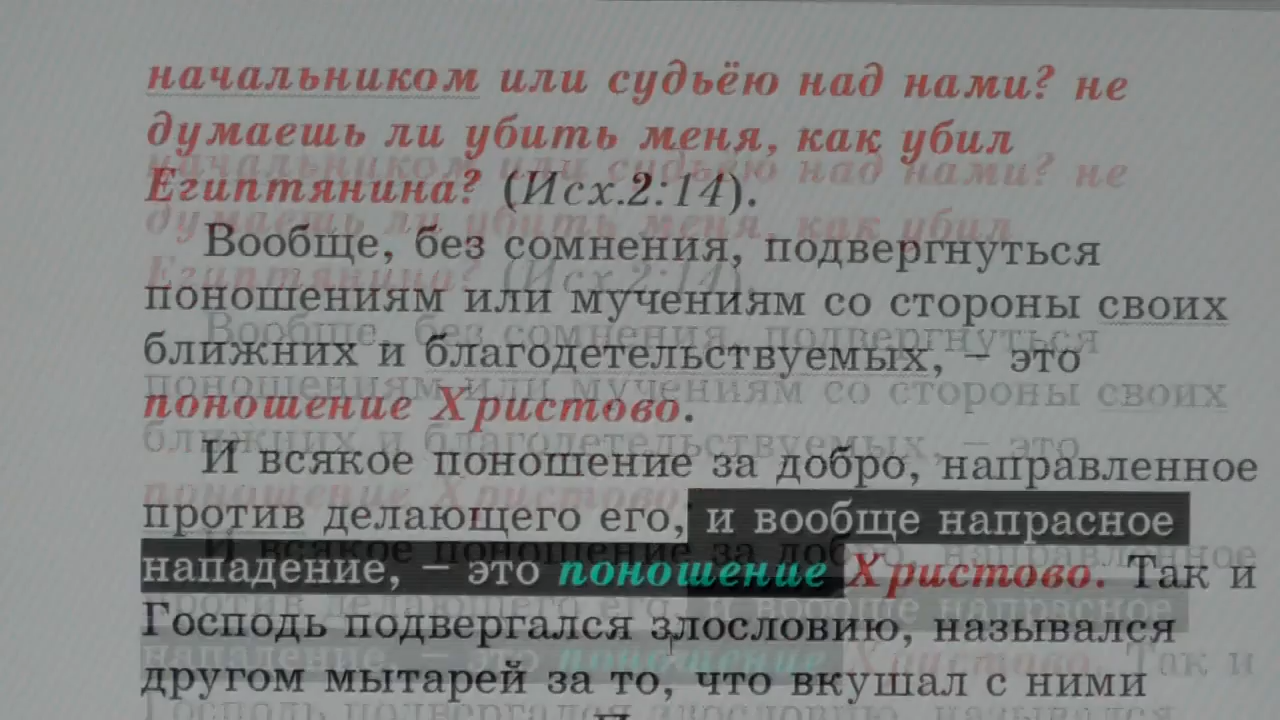 начальником или судьёю над нами? не
думаешь ли убить меня, как убил
Египтянина? (Исх.2:14).
Вообще, без сомнения, подвергнуться
поношениям или мучениям со стороны своих
ближних и благодетельствуемых, – это
поношение Христово.
И всякое поношение за добро, направленное
против делающего его, и вообще напрасное
нападение, – это поношение Христово. Так и
Господь подвергался злословию, назывался
другом мытарей за то, что вкушал с ними